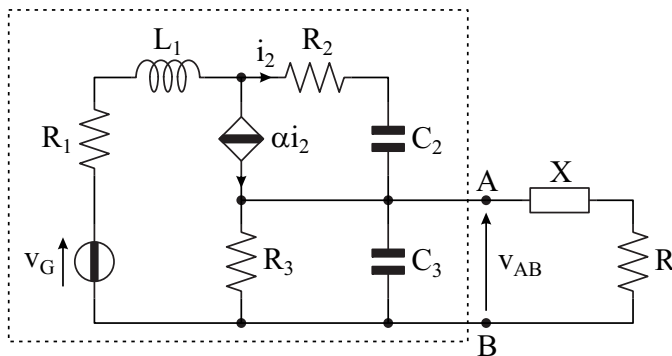 L₁
i₂
R₂
R₁
αi₂
C₂
A
X
v_G
R₃
C₃
v_AB
R
B